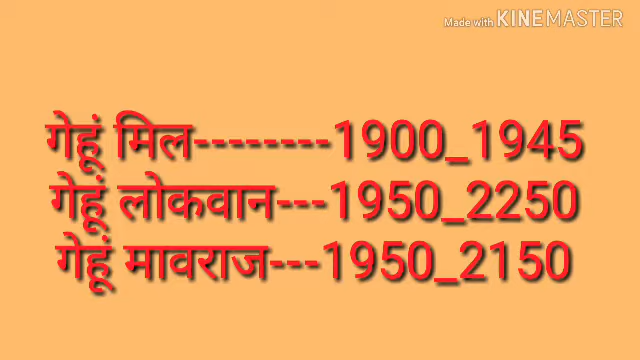 Made with KINEMASTER
गेहूं मिल--------1900_1945
गेहूं लोकवान---1950_2250
गेहूं मावराज---1950_2150